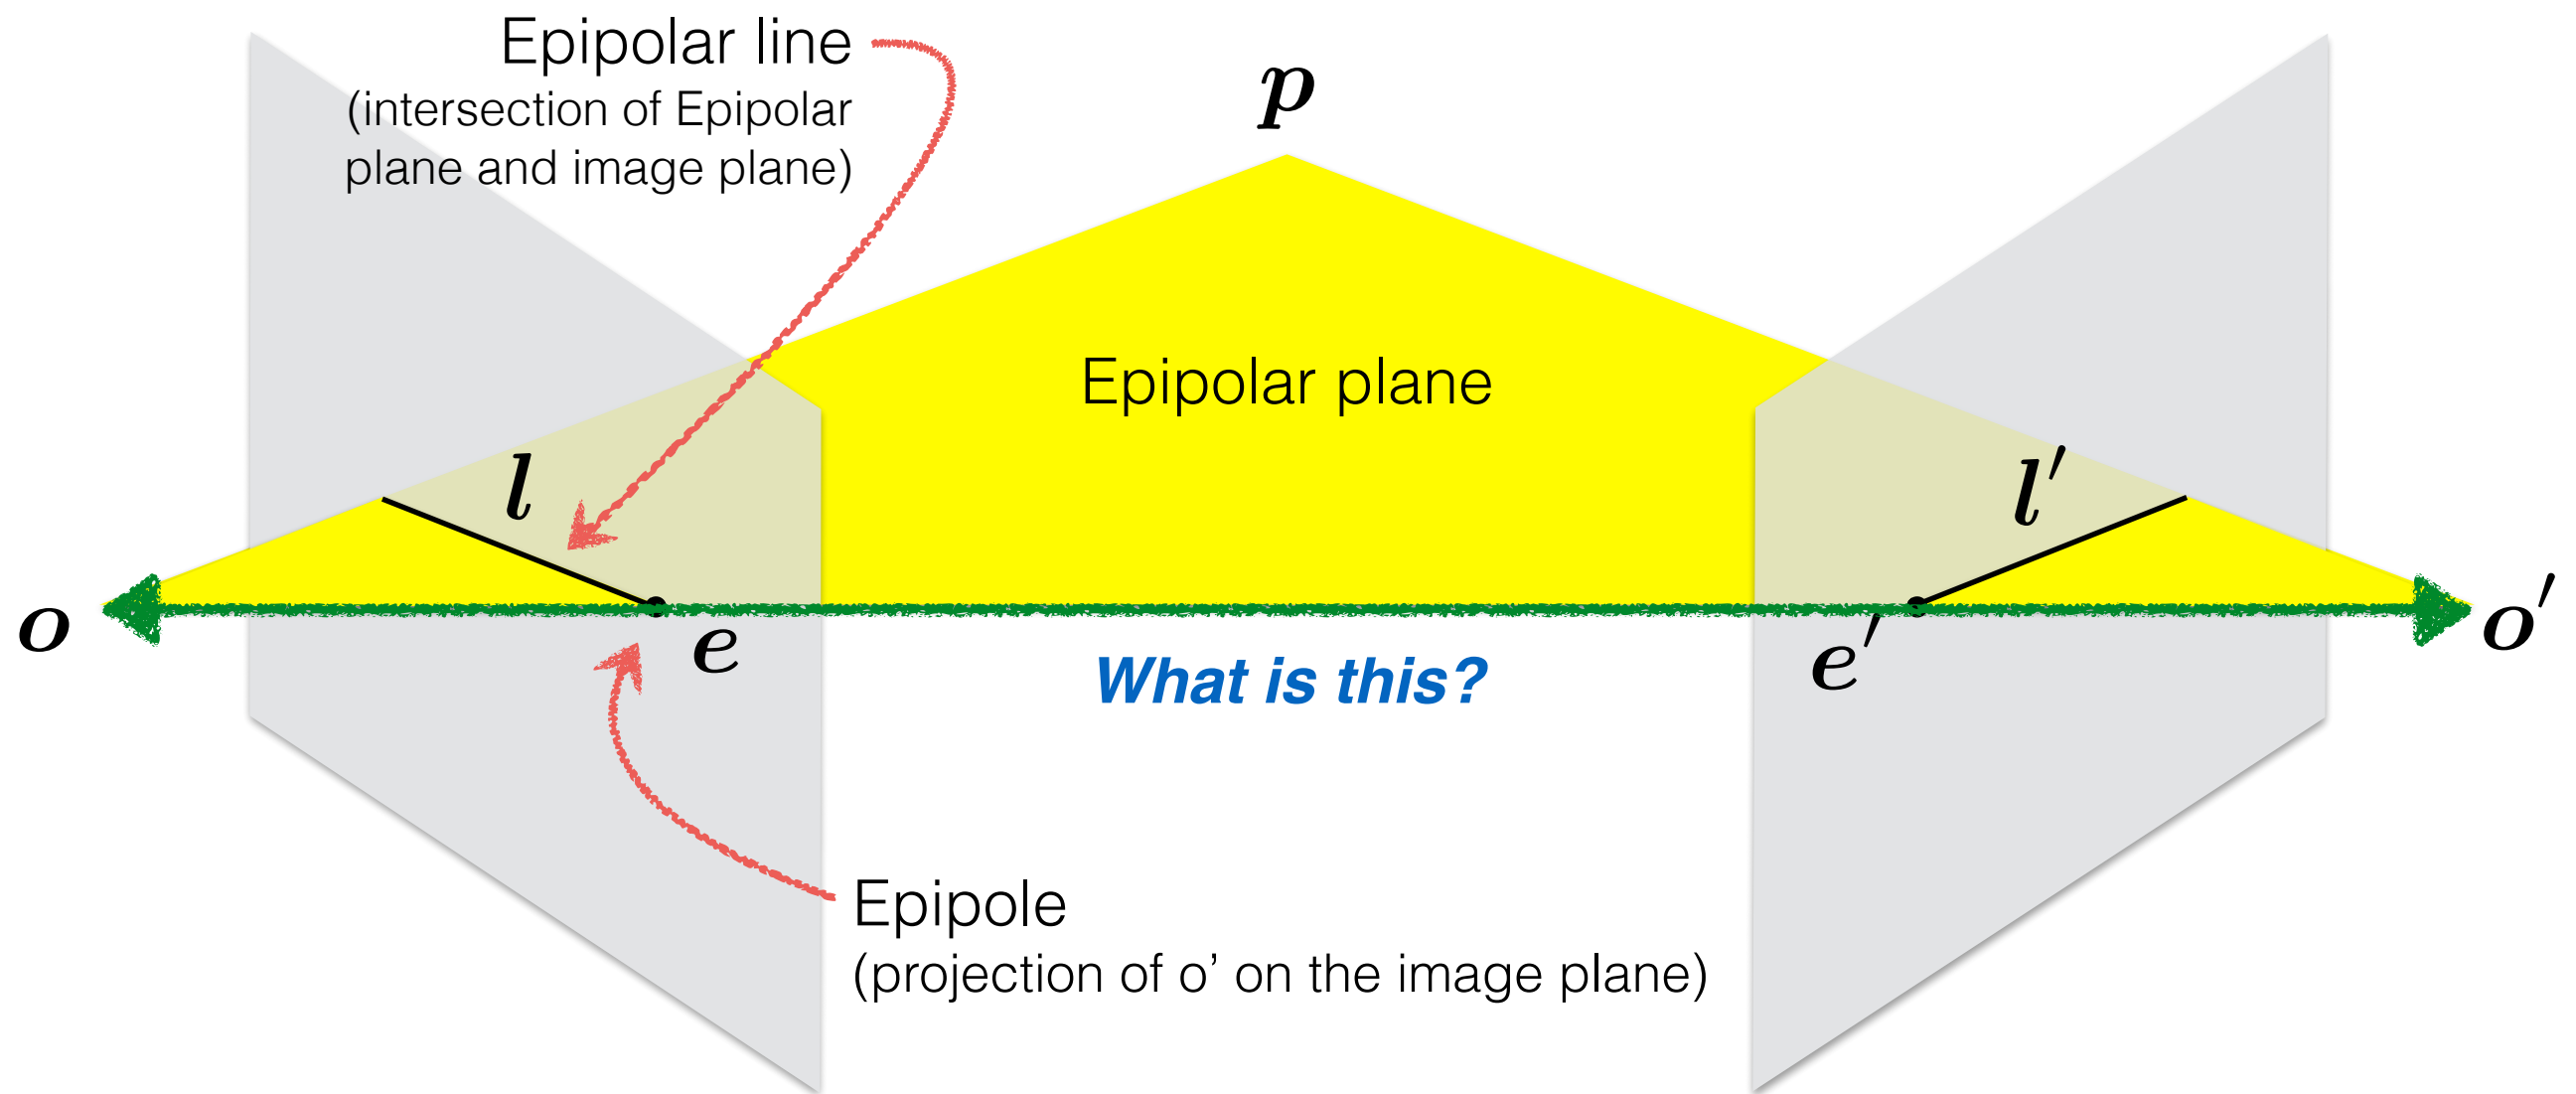 Epipolar line
(intersection of Epipolar
plane and image plane)
p
Epipolar plane
l
l′
o
e
e′
o′
What is this?
Epipole
(projection of o’ on the image plane)